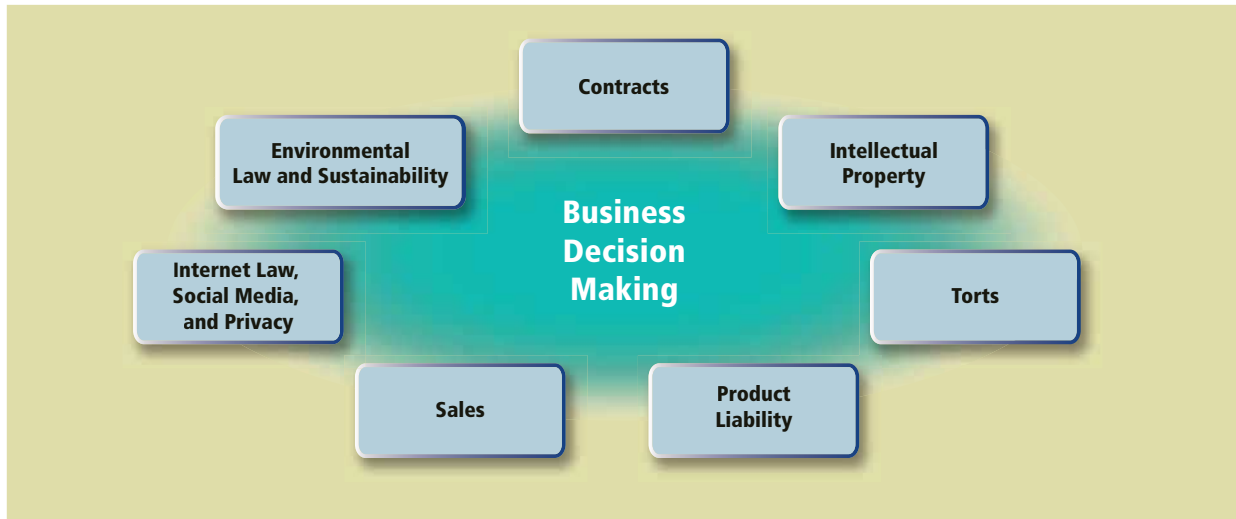 Contracts
Environmental
Law and Sustainability
Intellectual
Property
Business
Decision
Making
Internet Law,
Social Media,
and Privacy
Torts
Sales
Product
Liability